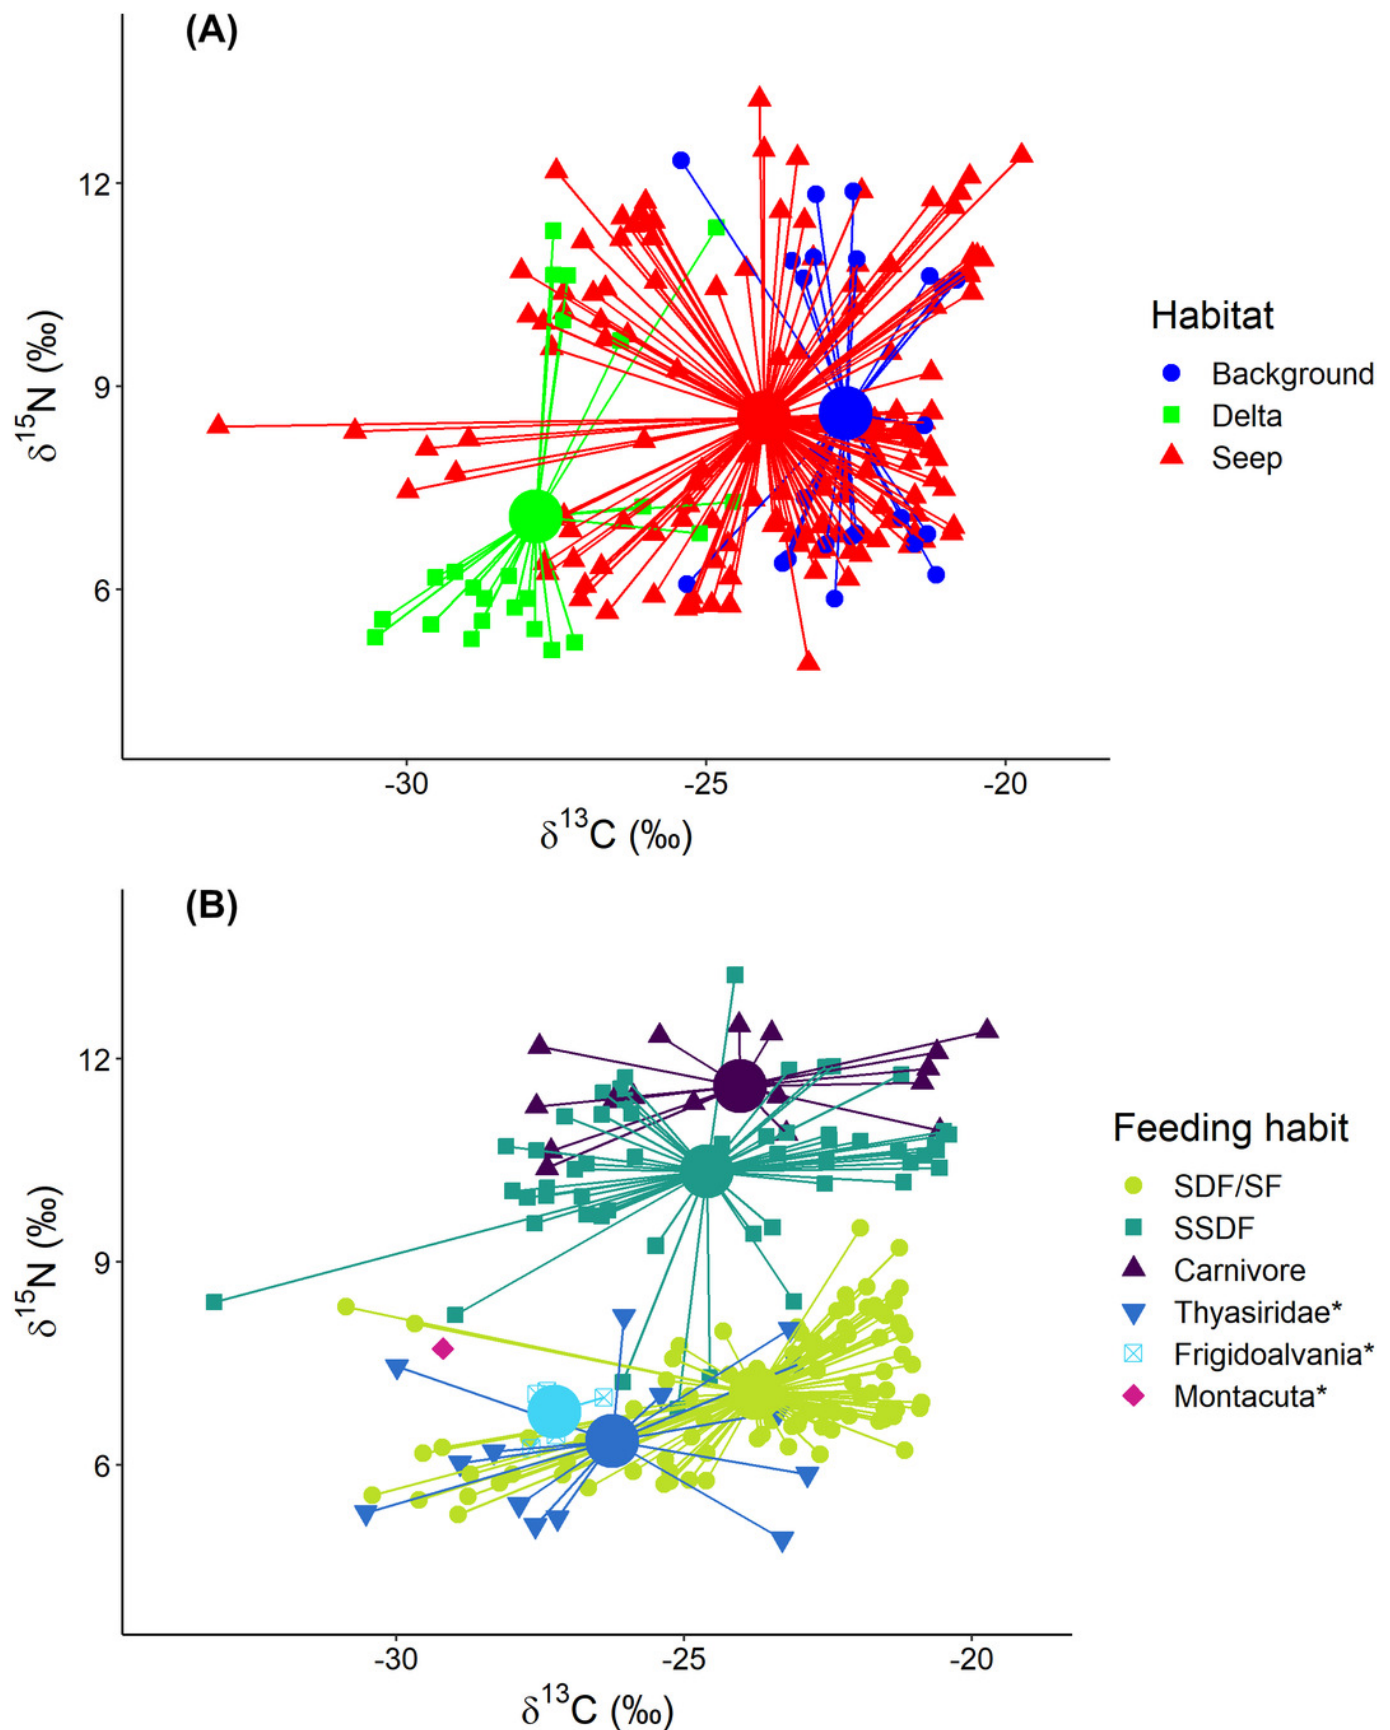 (A)
12
9
6
δ15N (‰)
-30
-25
-20
δ13C (‰)
Habitat
Background
Delta
Seep
(B)
12
9
6
δ15N (‰)
-30
-25
-20
δ13C (‰)
Feeding habit
SDF/SF
SSDF
Carnivore
Thyasiridae*
Frigidoalvania*
Montacuta*